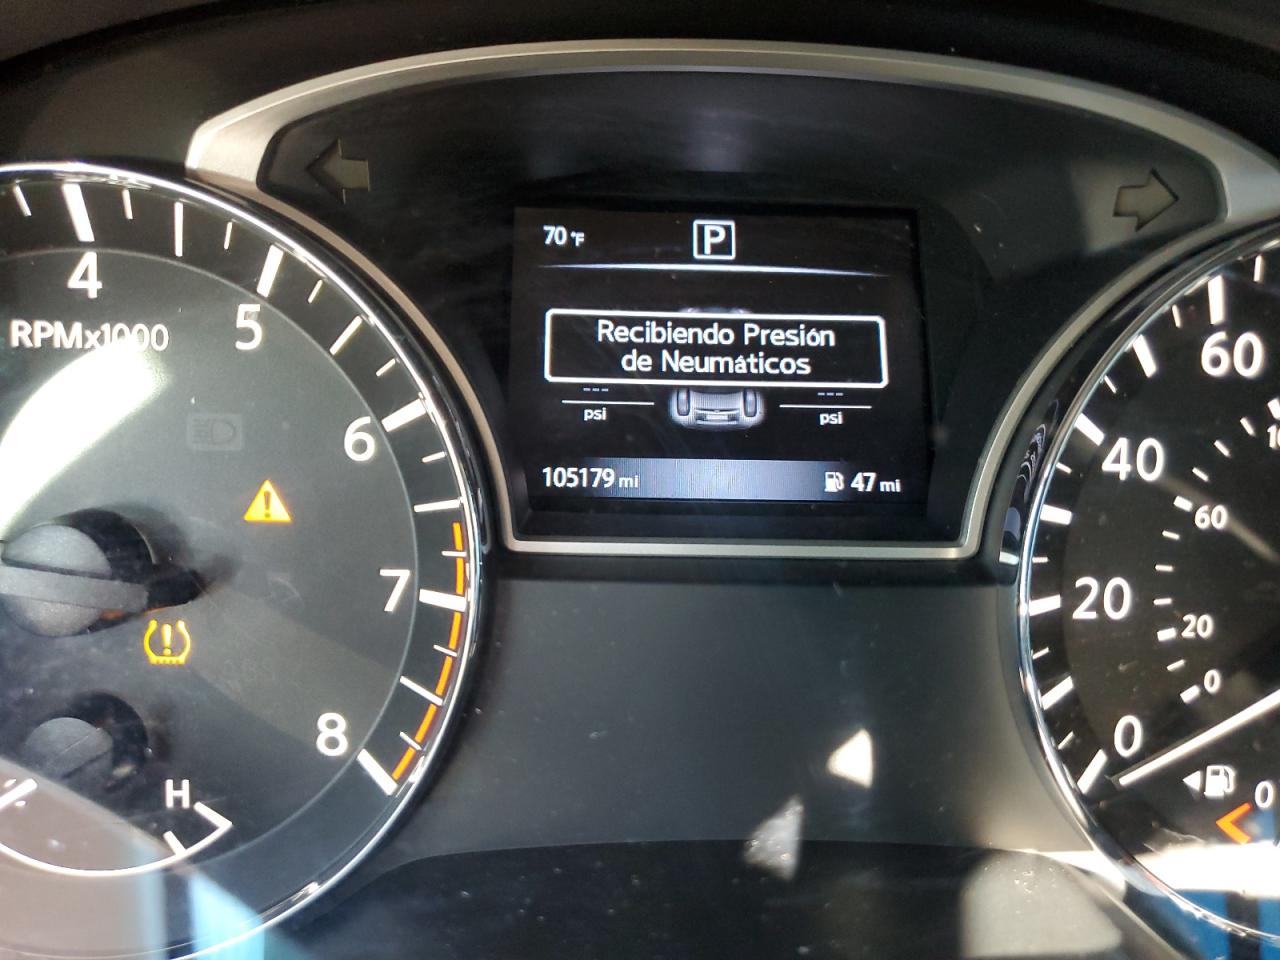 70 °F
P
Recibiendo Presión
de Neumáticos
--- ---
psi psi
105179 mi
47 mi
4
5
6
7
8
RPMx1000
H
60
40
20
0
60
20
0
0